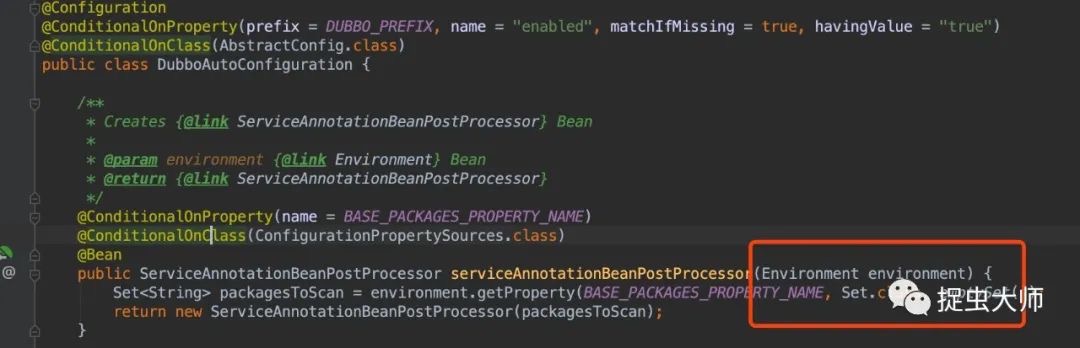 @Configuration
@ConditionalOnProperty(prefix = DUBBO_PREFIX, name = "enabled", matchIfMissing = true, havingValue = "true")
@ConditionalOnClass(AbstractConfig.class)
public class DubboAutoConfiguration {
/**
* Creates {@link ServiceAnnotationBeanPostProcessor} Bean
*
* @param environment {@link Environment} Bean
* @return {@link ServiceAnnotationBeanPostProcessor}
*/
@ConditionalOnProperty(name = BASE_PACKAGES_PROPERTY_NAME)
@ConditionalOnClass(ConfigurationPropertySources.class)
@Bean
public ServiceAnnotationBeanPostProcessor serviceAnnotationBeanPostProcessor(Environment environment) {
Set<String> packagesToScan = environment.getProperty(BASE_PACKAGES_PROPERTY_NAME, Set.c
return new ServiceAnnotationBeanPostProcessor(packagesToScan);
}
捉虫大师
@